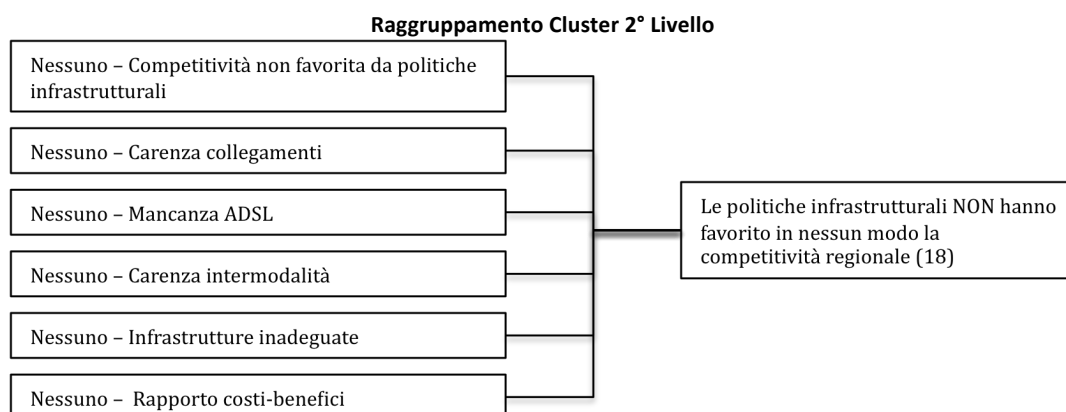 Raggruppamento Cluster 2° Livello
Nessuno – Competitività non favorita da politiche
infrastrutturali
Nessuno – Carenza collegamenti
Nessuno – Mancanza ADSL
Nessuno – Carenza intermodalità
Nessuno – Infrastrutture inadeguate
Nessuno – Rapporto costi-benefici
Le politiche infrastrutturali NON hanno
favorito in nessun modo la
competitività regionale (18)